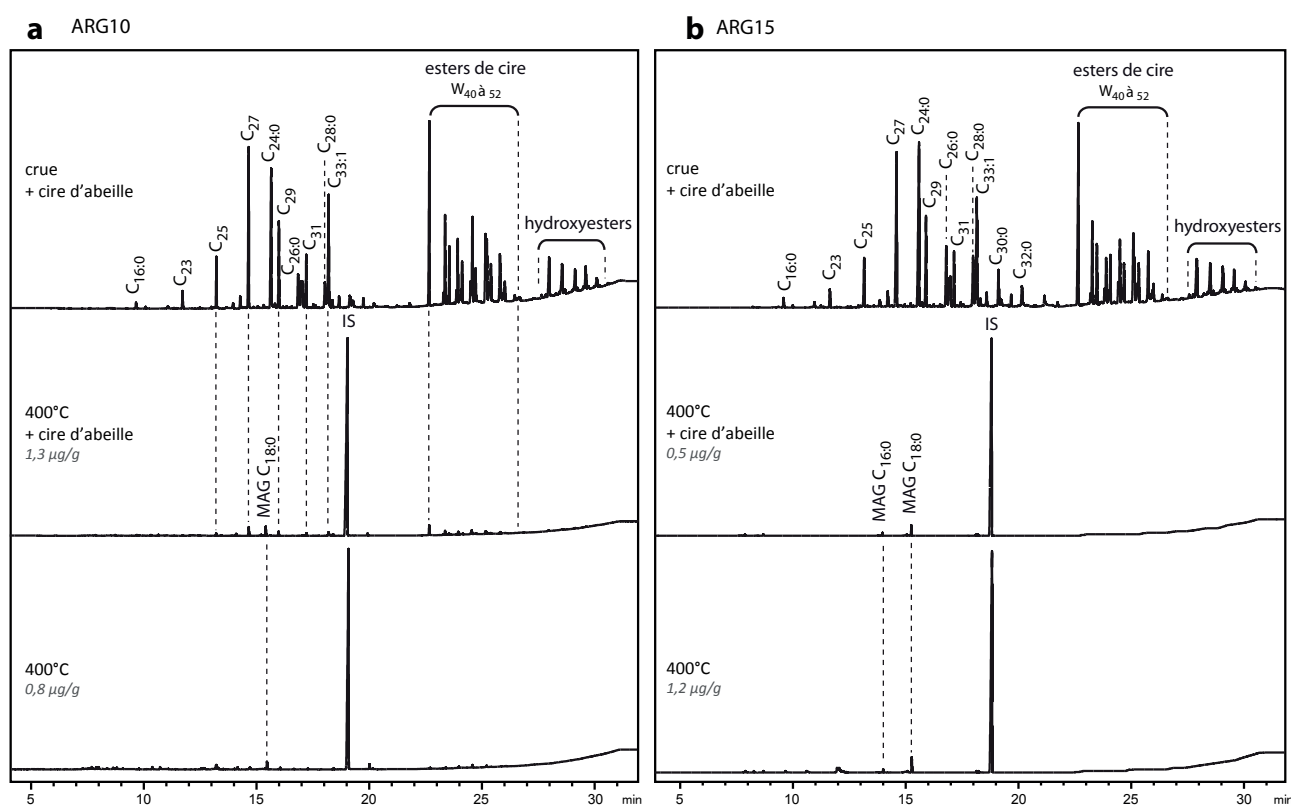 a ARG10
esters de cire
W40 à 52
crue
+ cire d’abeille
C16:0
C23
C25
C27
C24:0
C29
C26:0
C31
C28:0
C33:1
hydroxyesters
IS
400°C
+ cire d’abeille
1,3 µg/g
MAG C18:0
400°C
0,8 µg/g
5 10 15 20 25 30 min
b ARG15
esters de cire
W40 à 52
crue
+ cire d’abeille
C16:0
C23
C25
C27
C24:0
C29
C26:0
C31
C28:0
C33:1
C30:0
C32:0
hydroxyesters
IS
400°C
+ cire d’abeille
0,5 µg/g
MAG C16:0
MAG C18:0
400°C
1,2 µg/g
5 10 15 20 25 30 min